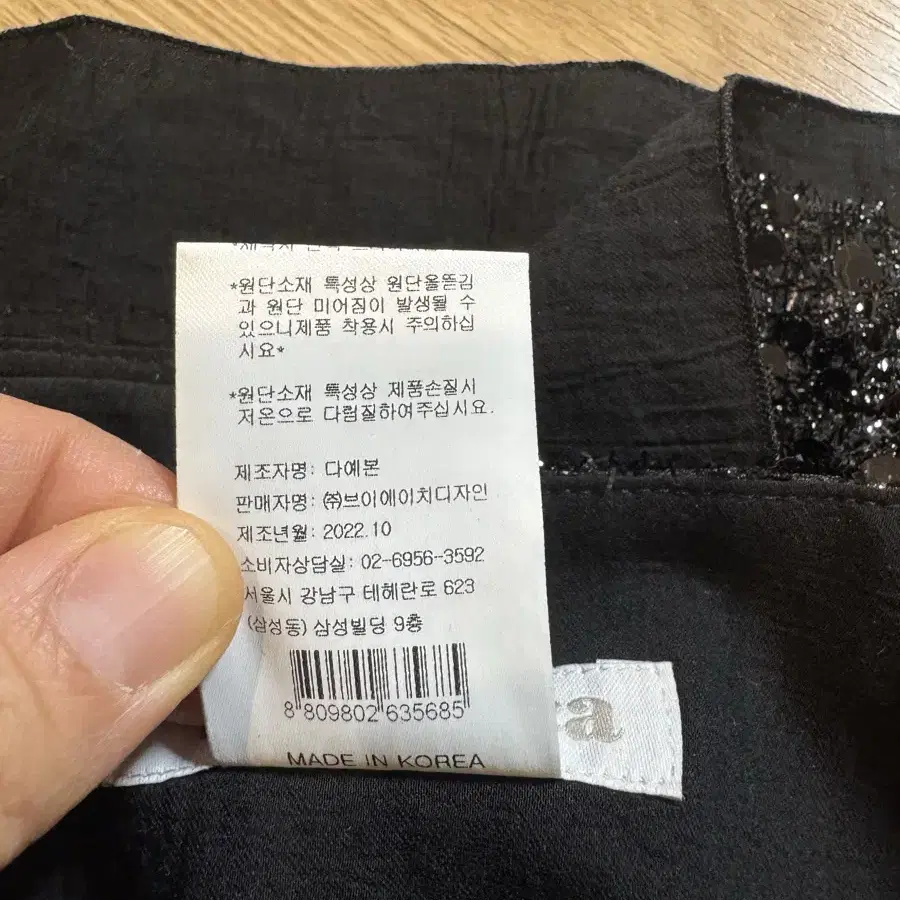 *원단소재 특성상 원단올뜯김
과 원단 미어짐이 발생될 수
있으니제품 착용시 주의하십
시요*
*원단소재 특성상 제품손질시
저온으로 다림질하여주십시요.
제조자명: 다예본
판매자명: ㈜브이에이치디자인
제조년월: 2022.10
소비자상담실: 02-6956-3592
서울시 강남구 테헤란로 623
(삼성동) 삼성빌딩 9층
8 809802 635685
MADE IN KOREA
a